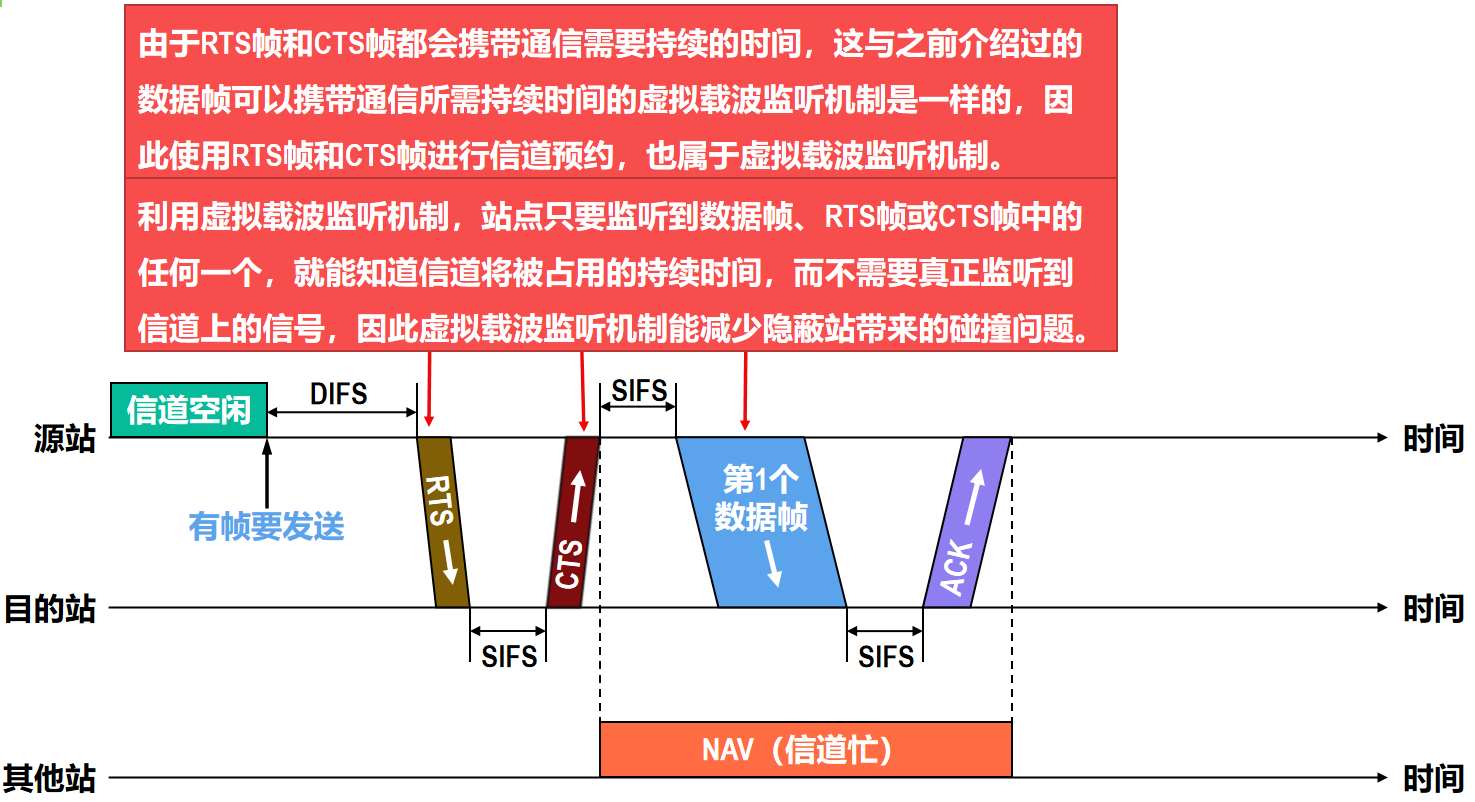 由于RTS帧和CTS帧都会携带通信需要持续的时间，这与之前介绍过的
数据帧可以携带通信所需持续时间的虚拟载波监听机制是一样的，因
此使用RTS帧和CTS帧进行信道预约，也属于虚拟载波监听机制。
利用虚拟载波监听机制，站点只要监听到数据帧、RTS帧或CTS帧中的
任何一个，就能知道信道将被占用的持续时间，而不需要真正监听到
信道上的信号，因此虚拟载波监听机制能减少隐蔽站带来的碰撞问题。
信道空闲
DIFS
SIFS
源站
时间
有帧要发送
RTS
CTS
第1个
数据帧
ACK
目的站
时间
SIFS
SIFS
NAV（信道忙）
其他站
时间